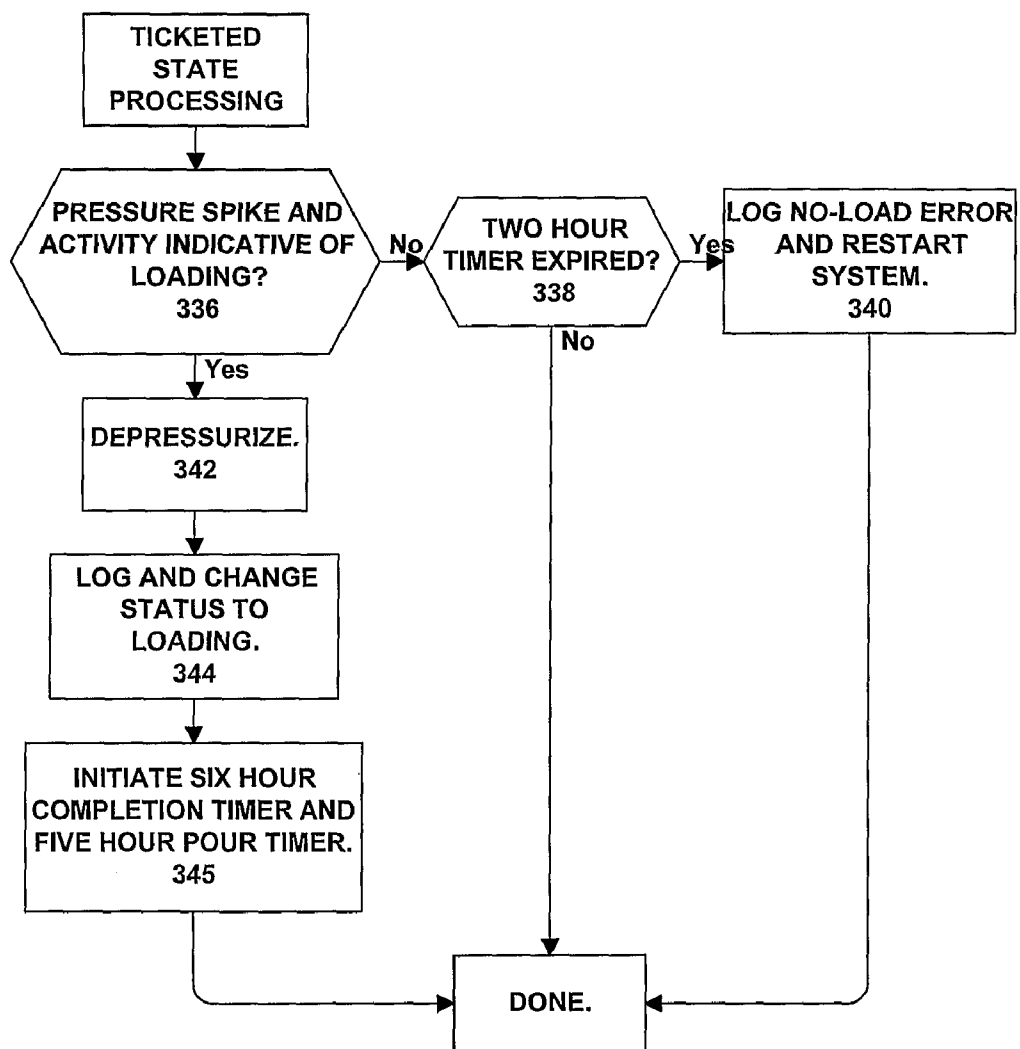 TICKETED
STATE
PROCESSING
PRESSURE SPIKE AND
ACTIVITY INDICATIVE OF
LOADING?
336
No
TWO HOUR
TIMER EXPIRED?
338
Yes
LOG NO-LOAD ERROR
AND RESTART
SYSTEM.
340
No
Yes
DEPRESSURIZE.
342
LOG AND CHANGE
STATUS TO
LOADING.
344
INITIATE SIX HOUR
COMPLETION TIMER AND
FIVE HOUR POUR TIMER.
345
DONE.